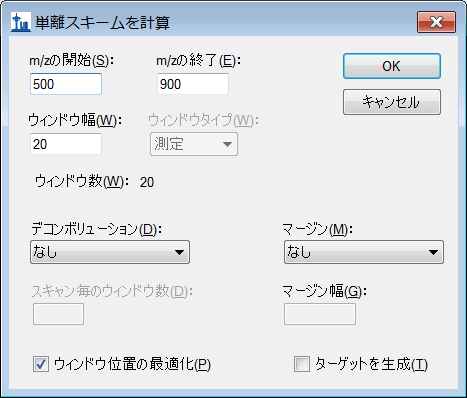 単離スキームを計算
m/zの開始(S): m/zの終了(E):
500 900
OK
キャンセル
ウィンドウ幅(W): ウィンドウタイプ(W):
20 測定
ウィンドウ数(W): 20
デコンボリューション(D): マージン(M):
なし なし
スキャン毎のウィンドウ数(D): マージン幅(G):
ウィンドウ位置の最適化(P) ターゲットを生成(T)